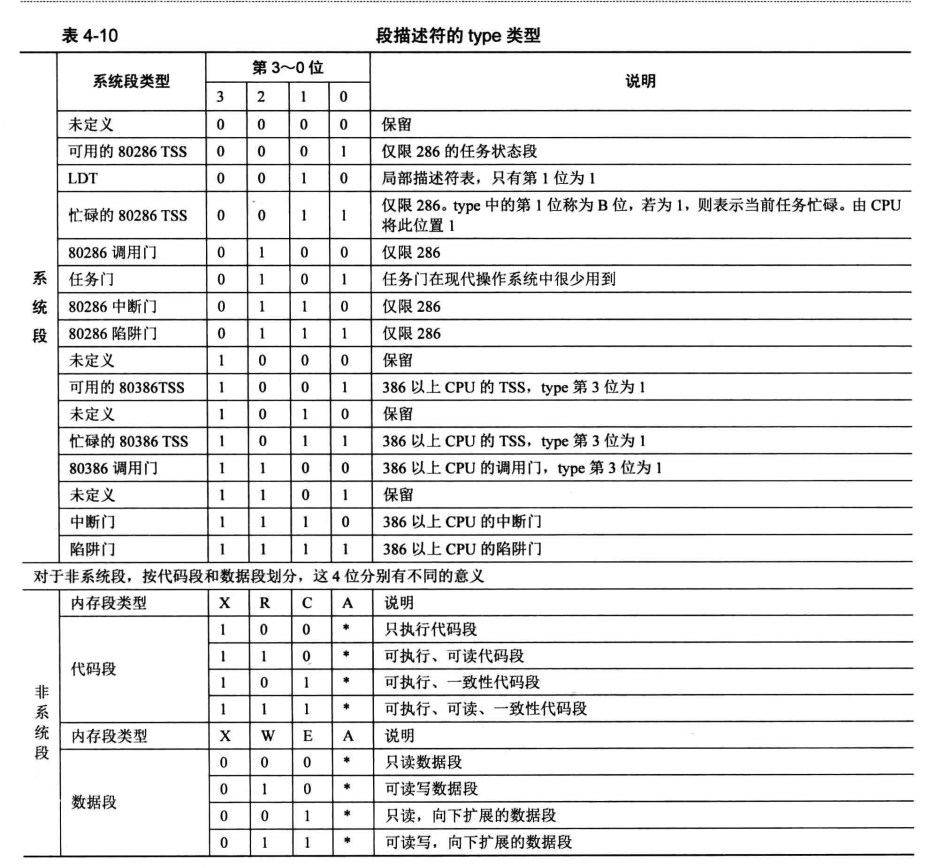 表 4-10 段描述符的 type 类型
系统段类型 第 3～0 位 说明
3 2 1 0
未定义 0 0 0 0 保留
可用的 80286 TSS 0 0 0 1 仅限 286 的任务状态段
LDT 0 0 1 0 局部描述符表，只有第 1 位为 1
忙碌的 80286 TSS 0 0 1 1 仅限 286。type 中的第 1 位称为 B 位，若为 1，则表示当前任务忙碌。由 CPU
将此位置 1
80286 调用门 0 1 0 0 仅限 286
系统段
任务门 0 1 0 1 任务门在现代操作系统中很少用到
80286 中断门 0 1 1 0 仅限 286
80286 陷阱门 0 1 1 1 仅限 286
未定义 1 0 0 0 保留
可用的 80386TSS 1 0 0 1 386 以上 CPU 的 TSS，type 第 3 位为 1
未定义 1 0 1 0 保留
忙碌的 80386 TSS 1 0 1 1 386 以上 CPU 的 TSS，type 第 3 位为 1
80386 调用门 1 1 0 0 386 以上 CPU 的调用门，type 第 3 位为 1
未定义 1 1 0 1 保留
中断门 1 1 1 0 386 以上 CPU 的中断门
陷阱门 1 1 1 1 386 以上 CPU 的陷阱门
对于非系统段，按代码段和数据段划分，这 4 位分别有不同的意义
非系统段
内存段类型 X R C A 说明
代码段
1 0 0 * 只执行代码段
1 1 0 * 可执行、可读代码段
1 0 1 * 可执行、一致性代码段
1 1 1 * 可执行、可读、一致性代码段
内存段类型 X W E A 说明
数据段
0 0 0 * 只读数据段
0 1 0 * 可读写数据段
0 0 1 * 只读，向下扩展的数据段
0 1 1 * 可读写，向下扩展的数据段